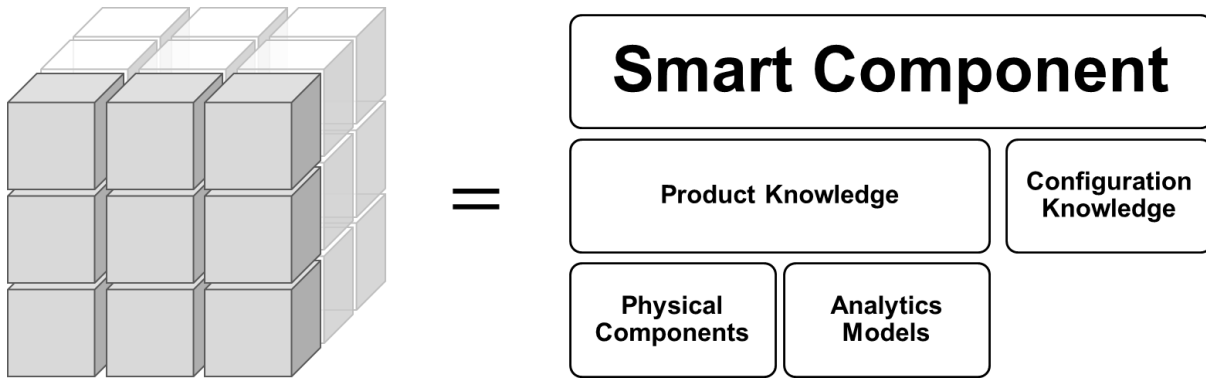 Smart Component
=
Product Knowledge
Configuration
Knowledge
Physical
Components
Analytics
Models